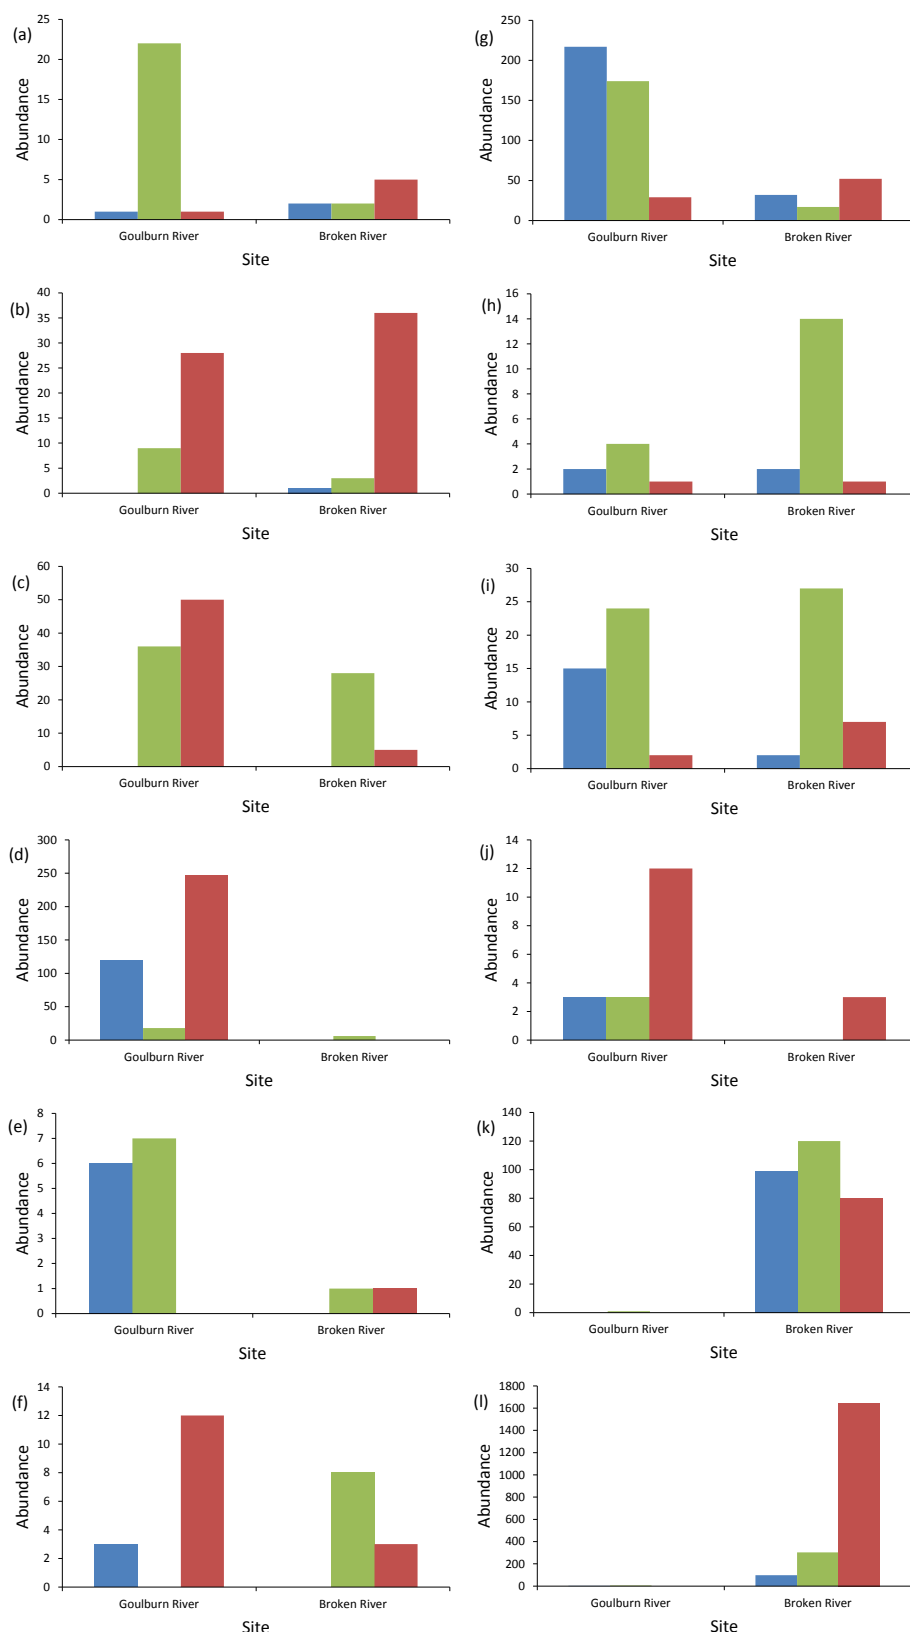 (a)
Abundance
25
20
15
10
5
0
Goulburn River Broken River
Site
(b)
Abundance
40
35
30
25
20
15
10
5
0
Goulburn River Broken River
Site
(c)
Abundance
60
50
40
30
20
10
0
Goulburn River Broken River
Site
(d)
Abundance
300
250
200
150
100
50
0
Goulburn River Broken River
Site
(e)
Abundance
8
7
6
5
4
3
2
1
0
Goulburn River Broken River
Site
(f)
Abundance
14
12
10
8
6
4
2
0
Goulburn River Broken River
Site
(g)
Abundance
250
200
150
100
50
0
Goulburn River Broken River
Site
(h)
Abundance
16
14
12
10
8
6
4
2
0
Goulburn River Broken River
Site
(i)
Abundance
30
25
20
15
10
5
0
Goulburn River Broken River
Site
(j)
Abundance
14
12
10
8
6
4
2
0
Goulburn River Broken River
Site
(k)
Abundance
140
120
100
80
60
40
20
0
Goulburn River Broken River
Site
(l)
Abundance
1800
1600
1400
1200
1000
800
600
400
200
0
Goulburn River Broken River
Site